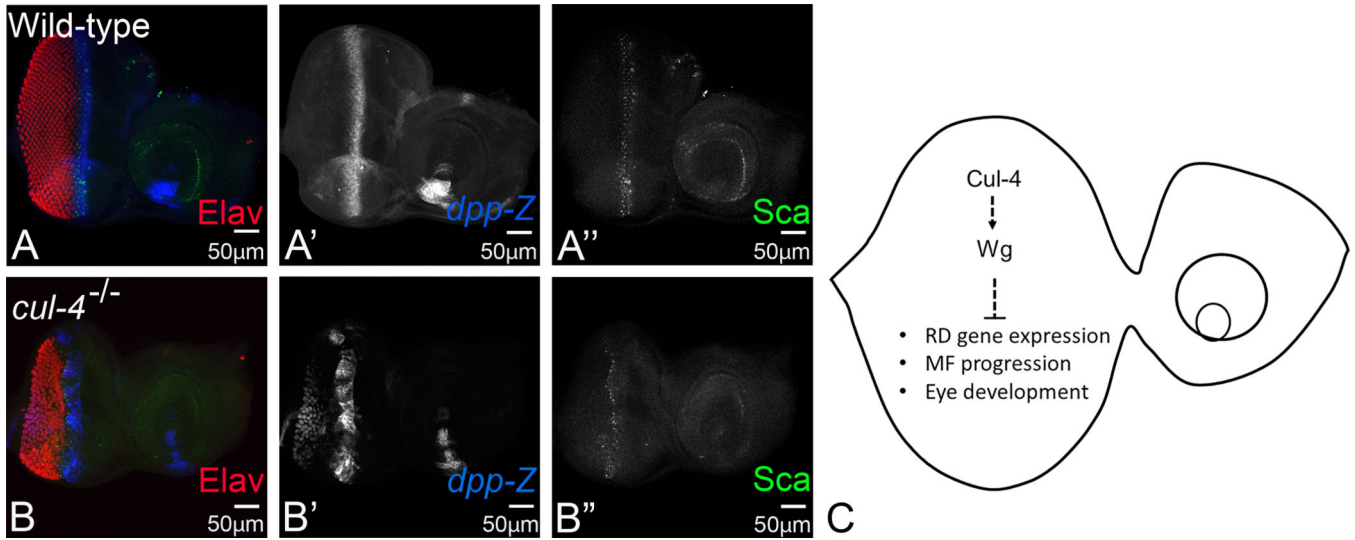 Wild-type
Elav
A
50µm
dpp-Z
A'
50µm
Sca
A''
50µm
cul-4-/-
Elav
B
50µm
dpp-Z
B'
50µm
Sca
B”
50µm
Cul-4
Wg
• RD gene expression
• MF progression
• Eye development
C